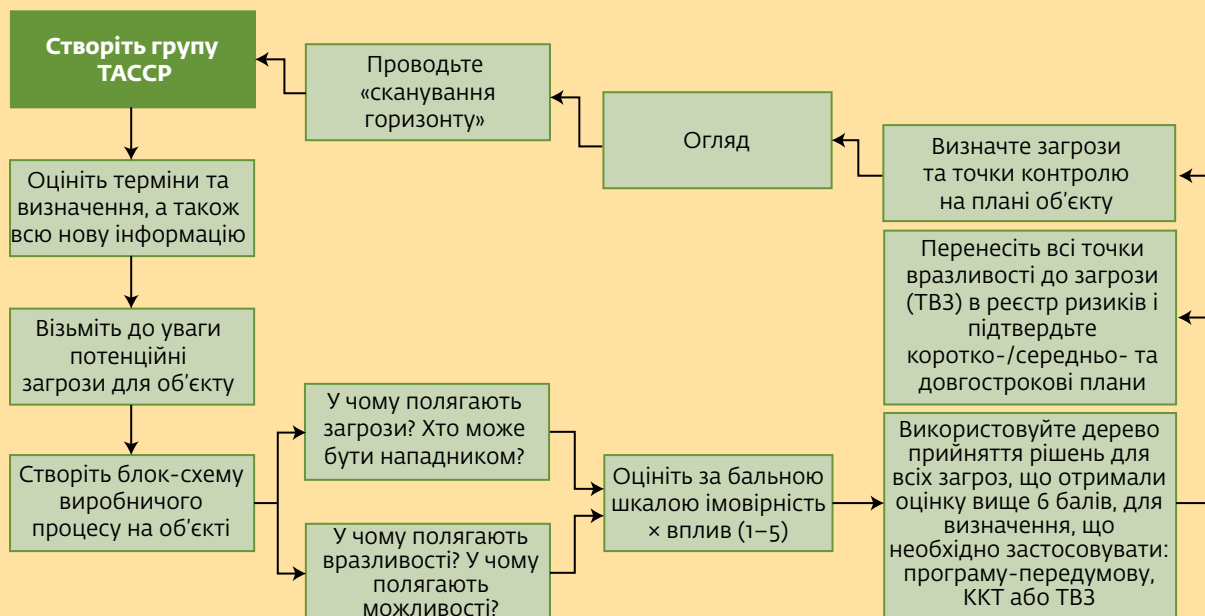 Створіть групу
ТАССР
Оцініть терміни та
визначення, а також
всю нову інформацію
Візьміть до уваги
потенційні
загрози для об’єкту
Створіть блок-схему
виробничого
процесу на об’єкті
У чому полягають
загрози? Хто може
бути нападником?
У чому полягають
вразливості? У чому
полягають
можливості?
Оцініть за бальною
шкалою імовірність
× вплив (1–5)
Використовуйте дерево
прийняття рішень для
всіх загроз, що отримали
оцінку вище 6 балів, для
визначення, що
необхідно застосовувати:
програму-передумову,
ККТ або ТВЗ
Перенесіть всі точки
вразливості до загрози
(ТВЗ) в реєстр ризиків і
підтвердьте
коротко-/середньо- та
довгострокові плани
Визначте загрози
та точки контролю
на плані об’єкту
Огляд
Проводьте
«сканування
горизонту»